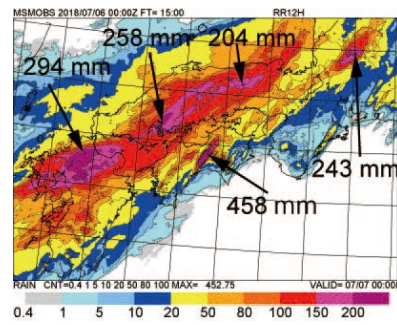 MSMOBS 2018/07/06 00:00Z FT= 15:00 RR12H
258 mm 204 mm
294 mm
243 mm
458 mm
RAIN CNT=0.4 1 5 10 20 50 80 100 MAX= 452.75 VALID= 07/07 00:00
0.4 1 5 10 20 50 80 100 150 200